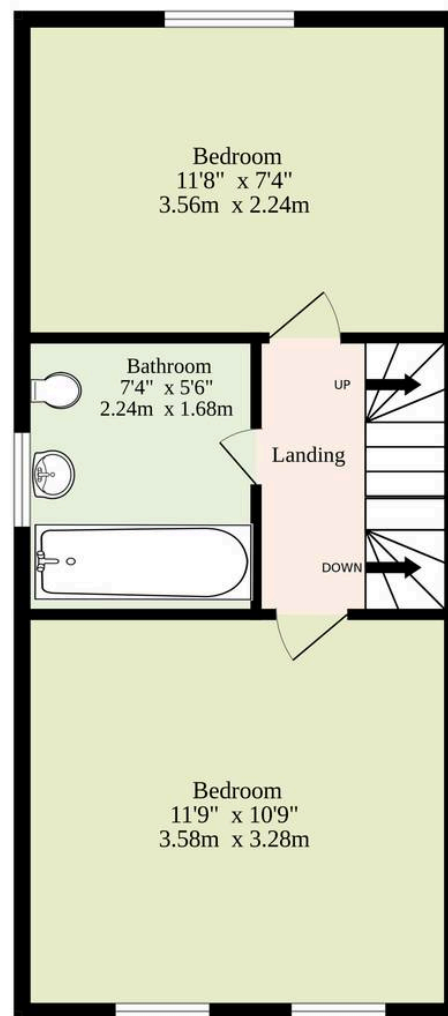 Bedroom
11'8" x 7'4"
3.56m x 2.24m
Bathroom
7'4" x 5'6"
2.24m x 1.68m
UP
Landing
DOWN
Bedroom
11'9" x 10'9"
3.58m x 3.28m